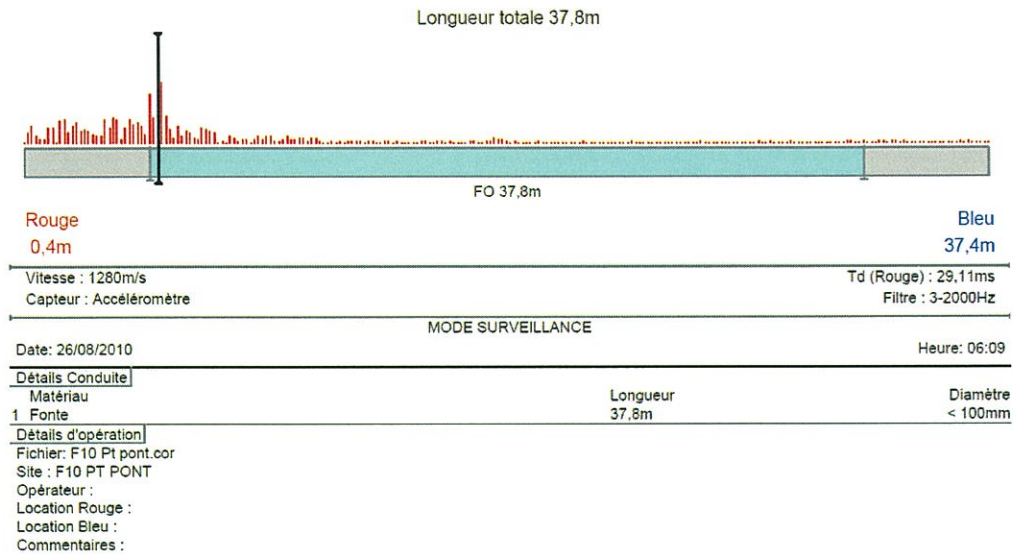 Longueur totale 37,8m
FO 37,8m
Rouge Bleu
0,4m 37,4m
Vitesse : 1280m/s Td (Rouge) : 29,11ms
Capteur : Accéléromètre Filtre : 3-2000Hz
MODE SURVEILLANCE
Date: 26/08/2010 Heure: 06:09
Détails Conduite
Matériau Longueur Diamètre
1 Fonte 37,8m < 100mm
Détails d'opération
Fichier: F10 Pt pont.cor
Site : F10 PT PONT
Opérateur :
Location Rouge :
Location Bleu :
Commentaires :